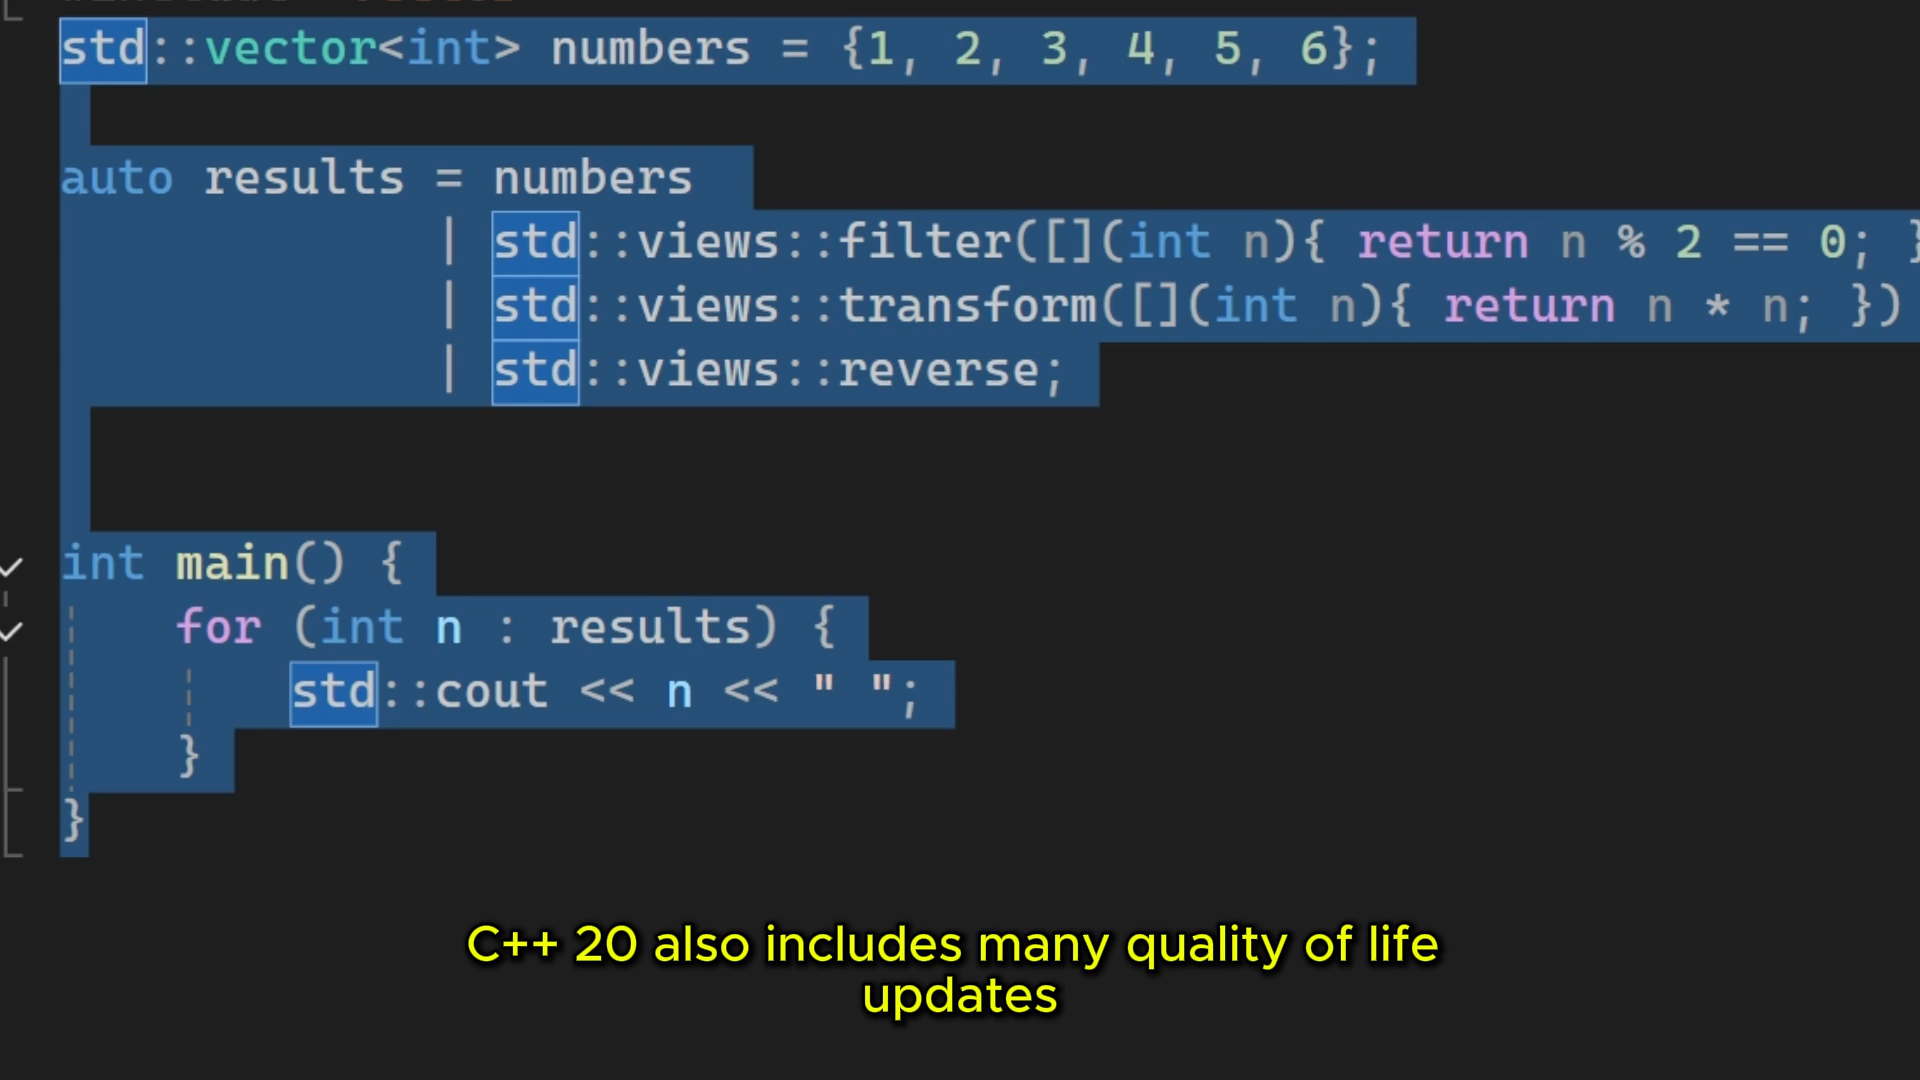 std::vector<int> numbers = {1, 2, 3, 4, 5, 6};
auto results = numbers
| std::views::filter([](int n){ return n % 2 == 0; }
| std::views::transform([](int n){ return n * n; })
| std::views::reverse;
int main() {
for (int n : results) {
std::cout << n << " ";
}
}
C++ 20 also includes many quality of life
updates